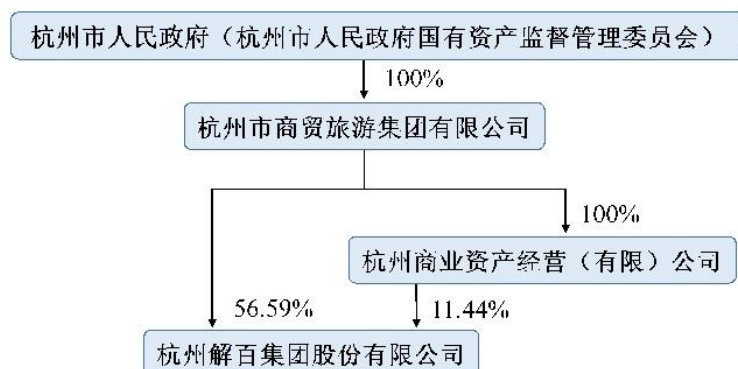 杭州市人民政府（杭州市人民政府国有资产监督管理委员会）
100%
杭州市商贸旅游集团有限公司
100%
杭州商业资产经营（有限）公司
56.59%
11.44%
杭州解百集团股份有限公司